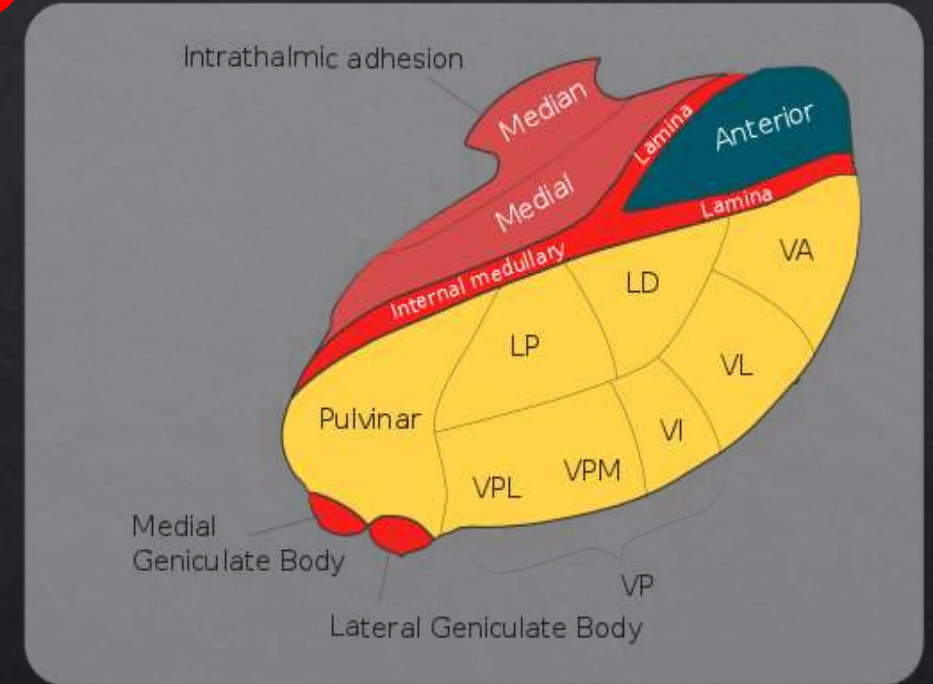 Intrathalmic adhesion
Median
Lamina
Anterior
Medial
Lamina
Internal medullary
VA
LD
LP
VL
Pulvinar
VI
VPM
VPL
Medial
Geniculate Body
VP
Lateral Geniculate Body